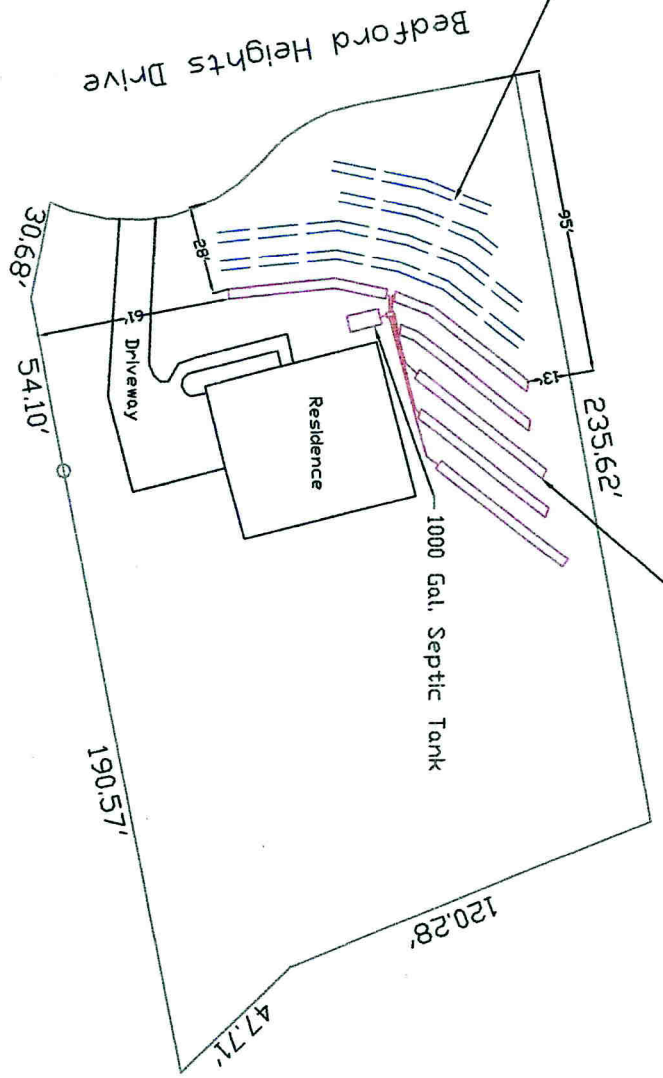 Bedford Heights Drive
95'
13'
235.62'
28'
61'
30.68'
54.10'
Driveway
Residence
1000 Gal. Septic Tank
190.57'
120.28'
47.71'